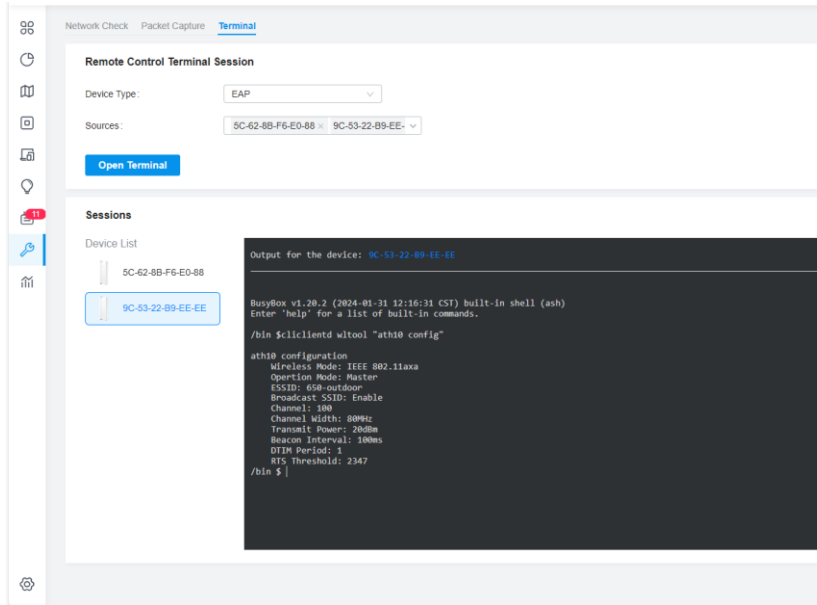 Network Check Packet Capture Terminal
Remote Control Terminal Session
Device Type: EAP
Sources: 5C-62-8B-F6-E0-88 × 9C-53-22-B9-EE-
Open Terminal
11
Sessions
Device List
5C-62-8B-F6-E0-88
9C-53-22-B9-EE-EE
Output for the device: 9C-53-22-B9-EE-EE
BusyBox v1.20.2 (2024-01-31 12:16:31 CST) built-in shell (ash)
Enter 'help' for a list of built-in commands.
/bin $cliclientd wltool "ath10 config"
ath10 configuration
Wireless Mode: IEEE 802.11axa
Opertion Mode: Master
ESSID: 650-outdoor
Broadcast SSID: Enable
Channel: 100
Channel Width: 80MHz
Transmit Power: 20dBm
Beacon Interval: 100ms
DTIM Period: 1
RTS Threshold: 2347
/bin $